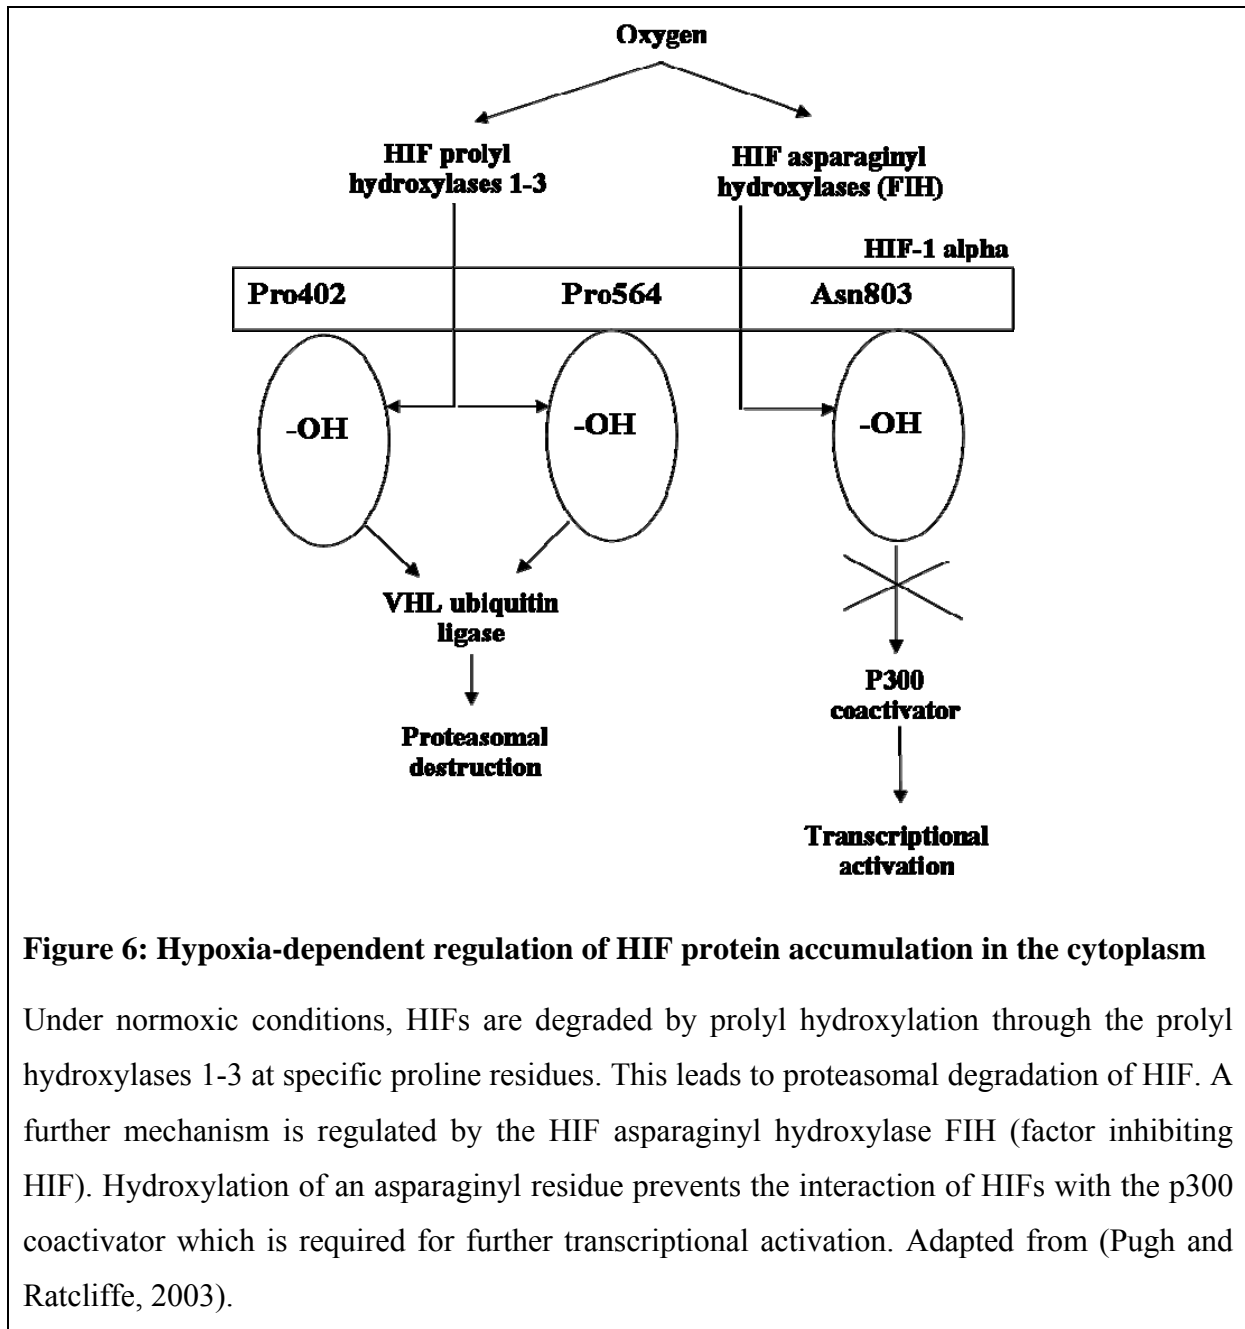 Oxygen
HIF prolyl
hydroxylases 1-3
HIF asparaginyl
hydroxylases (FIH)
HIF-1 alpha
Pro402 Pro564 Asn803
-OH -OH -OH
VHL ubiquitin
ligase
Proteasomal
destruction
P300
coactivator
Transcriptional
activation
Figure 6: Hypoxia-dependent regulation of HIF protein accumulation in the cytoplasm
Under normoxic conditions, HIFs are degraded by prolyl hydroxylation through the prolyl
hydroxylases 1-3 at specific proline residues. This leads to proteasomal degradation of HIF. A
further mechanism is regulated by the HIF asparaginyl hydroxylase FIH (factor inhibiting
HIF). Hydroxylation of an asparaginyl residue prevents the interaction of HIFs with the p300
coactivator which is required for further transcriptional activation. Adapted from (Pugh and
Ratcliffe, 2003).